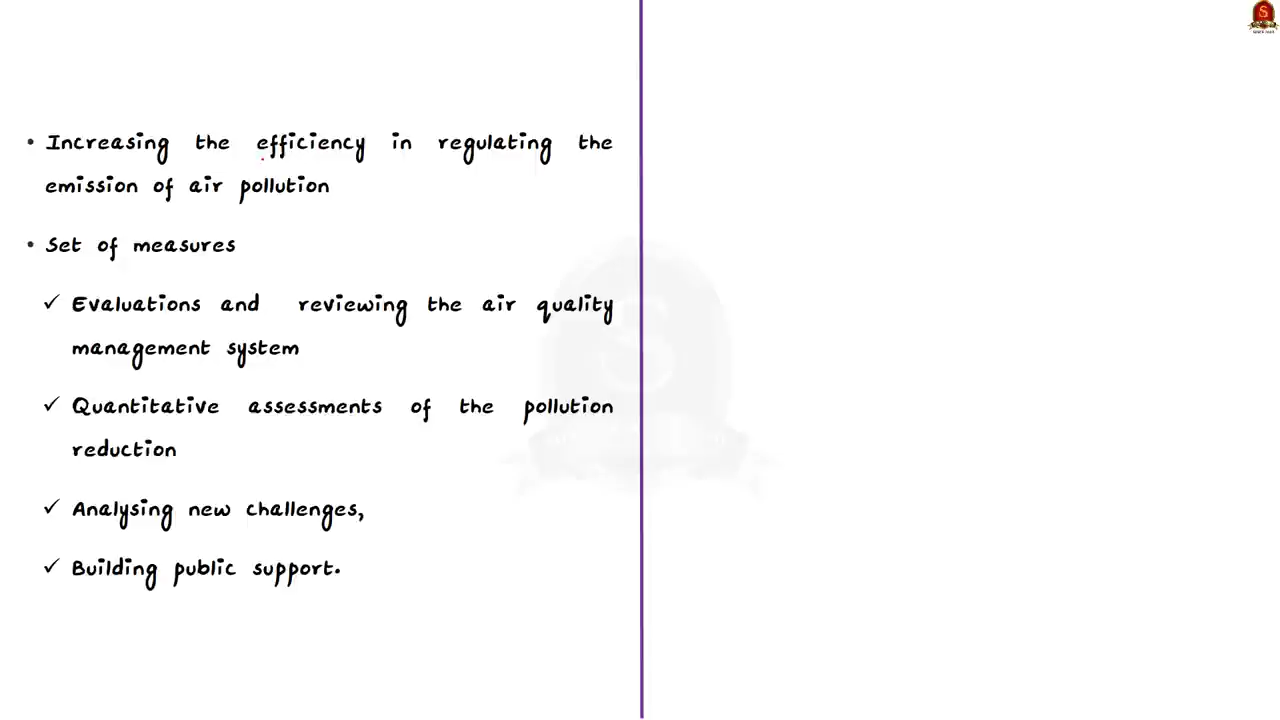 • Increasing the efficiency in regulating the
emission of air pollution
• Set of measures
✓ Evaluations and reviewing the air quality
management system
✓ Quantitative assessments of the pollution
reduction
✓ Analysing new challenges,
✓ Building public support.